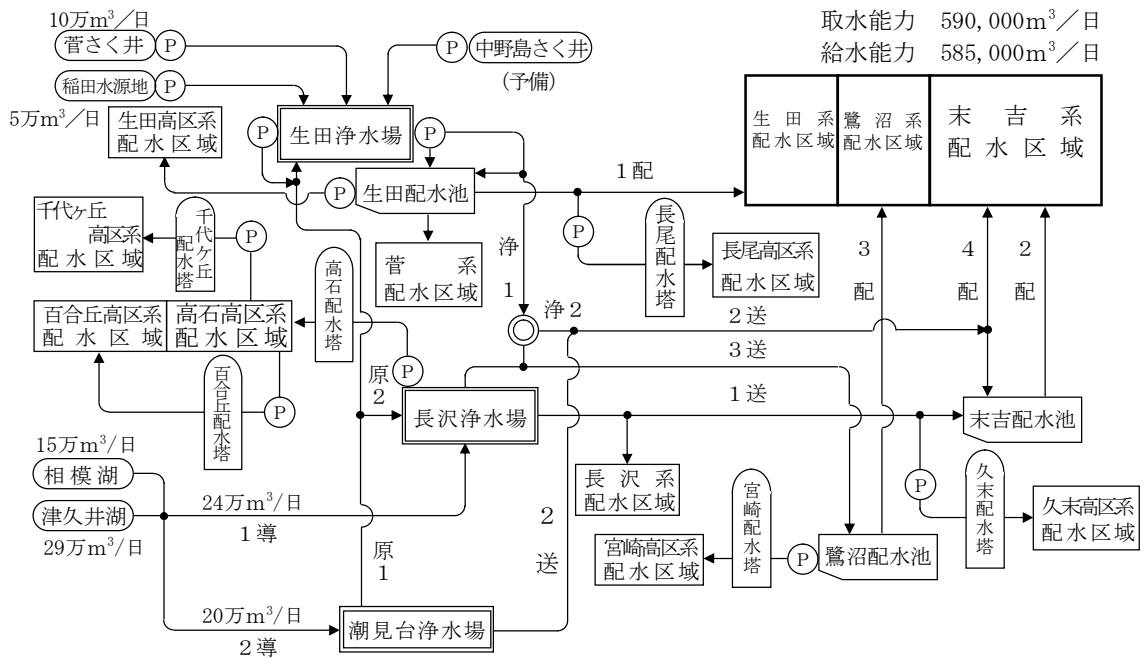 10万m³／日
菅さく井
P
P
中野島さく井
(予備)
取水能力　590,000m³／日
給水能力　585,000m³／日
稲田水源地
P
5万m³／日
生田高区系
配水区域
P
生田浄水場
P
生田系
配水区域
鷺沼系
配水区域
末吉系
配水区域
P
生田配水池
1配
千代ヶ丘
高区系
配水区域
千代ケ丘
配水塔
P
菅系
配水区域
浄
1
P
長尾配水塔
長尾高区系
配水区域
3
配
4
配
2
配
高石配水塔
百合丘高区系
配水区域
高石高区系
配水区域
浄2
2送
3送
百合丘配水塔
P
原
2
P
長沢浄水場
1送
末吉配水池
15万m³/日
相模湖
津久井湖
29万m³/日
24万m³/日
1導
原
1
長沢系
配水区域
2
送
宮崎高区系
配水区域
宮崎配水塔
P
鷺沼配水池
P
久末配水塔
久末高区系
配水区域
20万m³/日
2導
潮見台浄水場